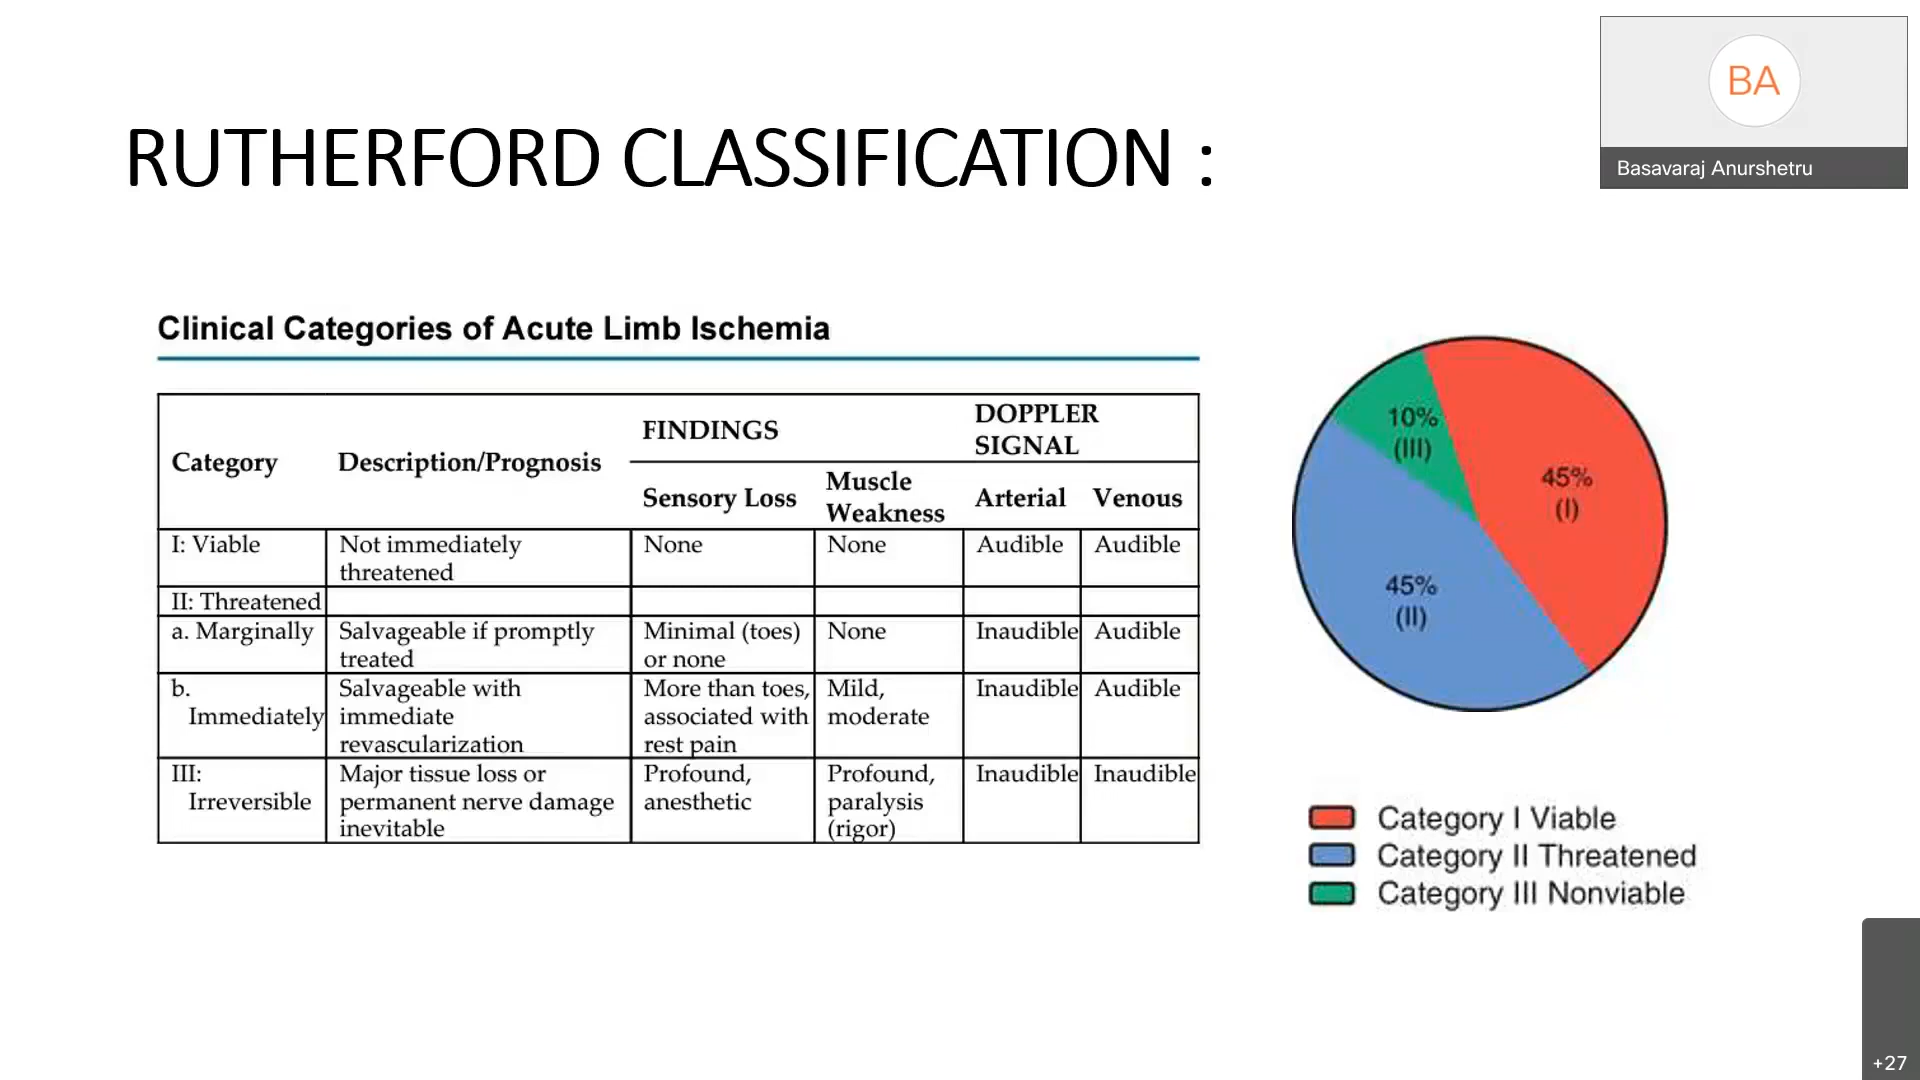 BA
Basavaraj Anurshetru
RUTHERFORD CLASSIFICATION :
Clinical Categories of Acute Limb Ischemia
Category
Description/Prognosis
FINDINGS
DOPPLER
SIGNAL
Sensory Loss
Muscle
Weakness
Arterial
Venous
I: Viable
Not immediately
threatened
None
None
Audible
Audible
II: Threatened
a. Marginally
Salvageable if promptly
treated
Minimal (toes)
or none
None
Inaudible
Audible
b.
Immediately
Salvageable with
immediate
revascularization
More than toes,
associated with
rest pain
Mild,
moderate
Inaudible
Audible
III:
Irreversible
Major tissue loss or
permanent nerve damage
inevitable
Profound,
anesthetic
Profound,
paralysis
(rigor)
Inaudible
Inaudible
10%
(III)
45%
(I)
45%
(II)
Category I Viable
Category II Threatened
Category III Nonviable
+27